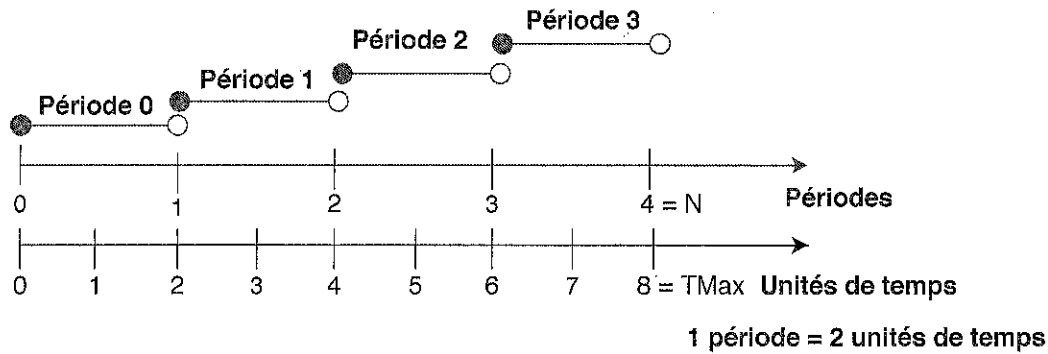 Période 3
Période 2
Période 1
Période 0
0 1 2 3 4 = N Périodes
0 1 2 3 4 5 6 7 8 = TMax Unités de temps
1 période = 2 unités de temps